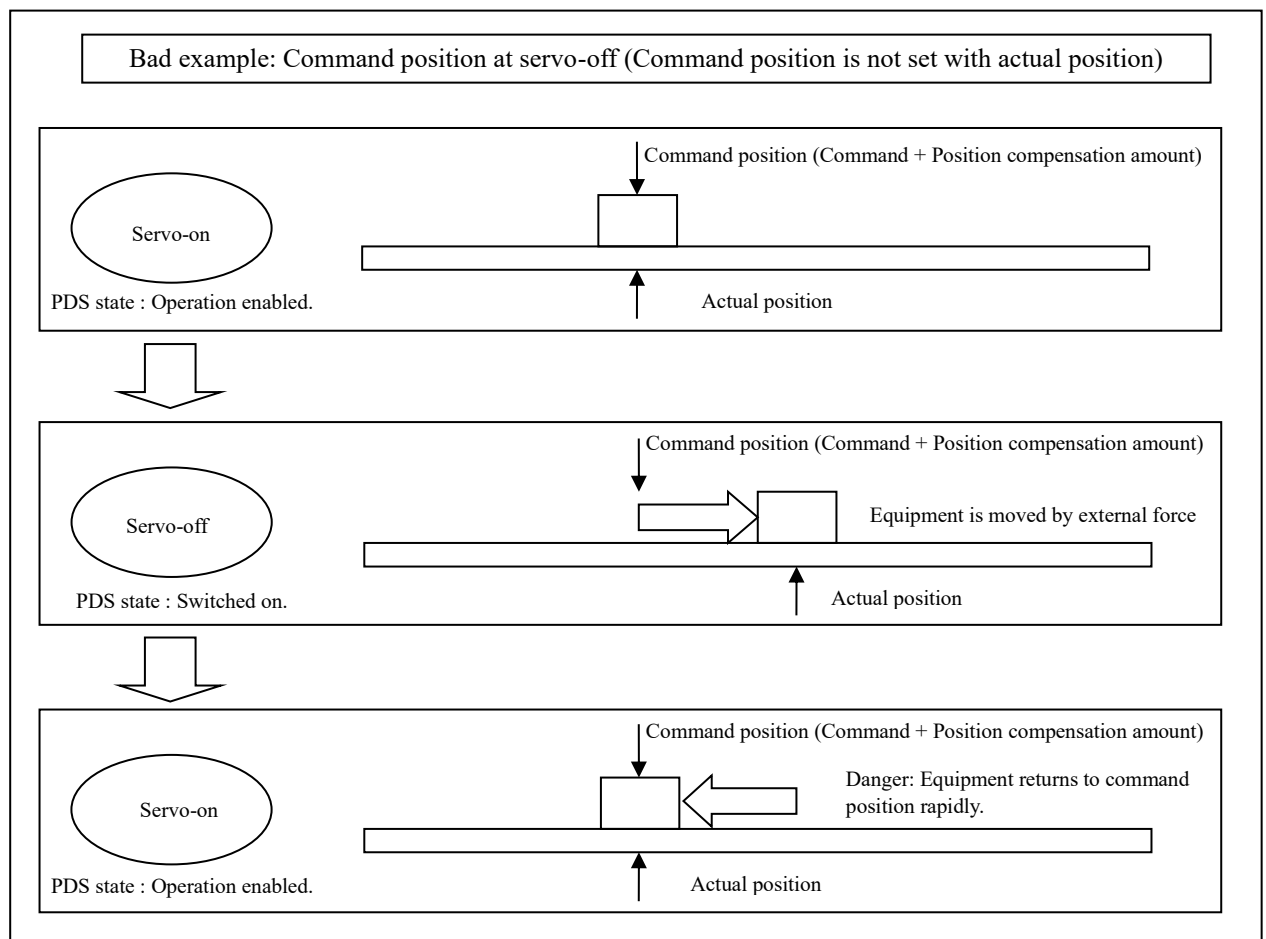 Bad example: Command position at servo-off (Command position is not set with actual position)
Command position (Command + Position compensation amount)
Servo-on
PDS state : Operation enabled.
Actual position
Command position (Command + Position compensation amount)
Servo-off
Equipment is moved by external force
PDS state : Switched on.
Actual position
Command position (Command + Position compensation amount)
Danger: Equipment returns to command
position rapidly.
Servo-on
PDS state : Operation enabled.
Actual position